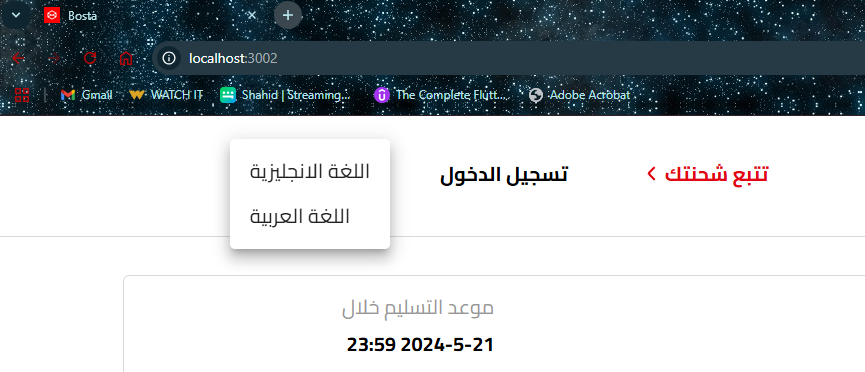 Bosta
localhost:3002
Gmail
WATCH IT
Shahid | Streaming...
The Complete Flutt...
Adobe Acrobat
تتبع شحنتك
تسجيل الدخول
اللغة الانجليزية
اللغة العربية
موعد التسليم خلال
23:59 2024-5-21